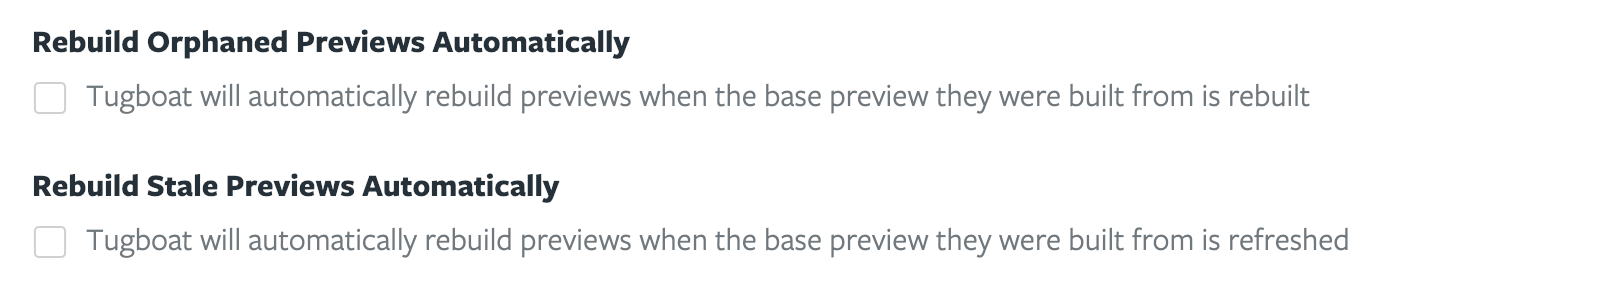 Rebuild Orphaned Previews Automatically
Tugboat will automatically rebuild previews when the base preview they were built from is rebuilt
Rebuild Stale Previews Automatically
Tugboat will automatically rebuild previews when the base preview they were built from is refreshed